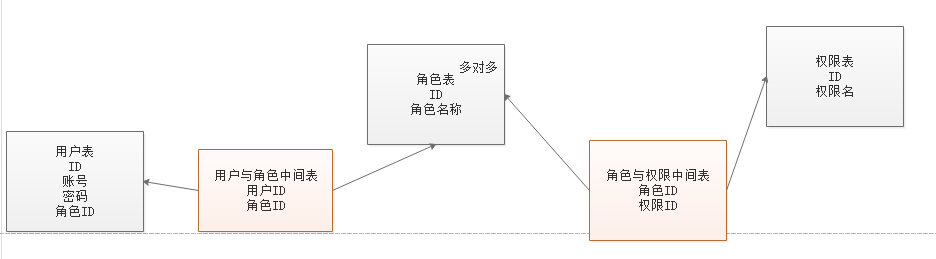 用户表
ID
账号
密码
角色ID
用户与角色中间表
用户ID
角色ID
多对多
角色表
ID
角色名称
角色与权限中间表
角色ID
权限ID
权限表
ID
权限名